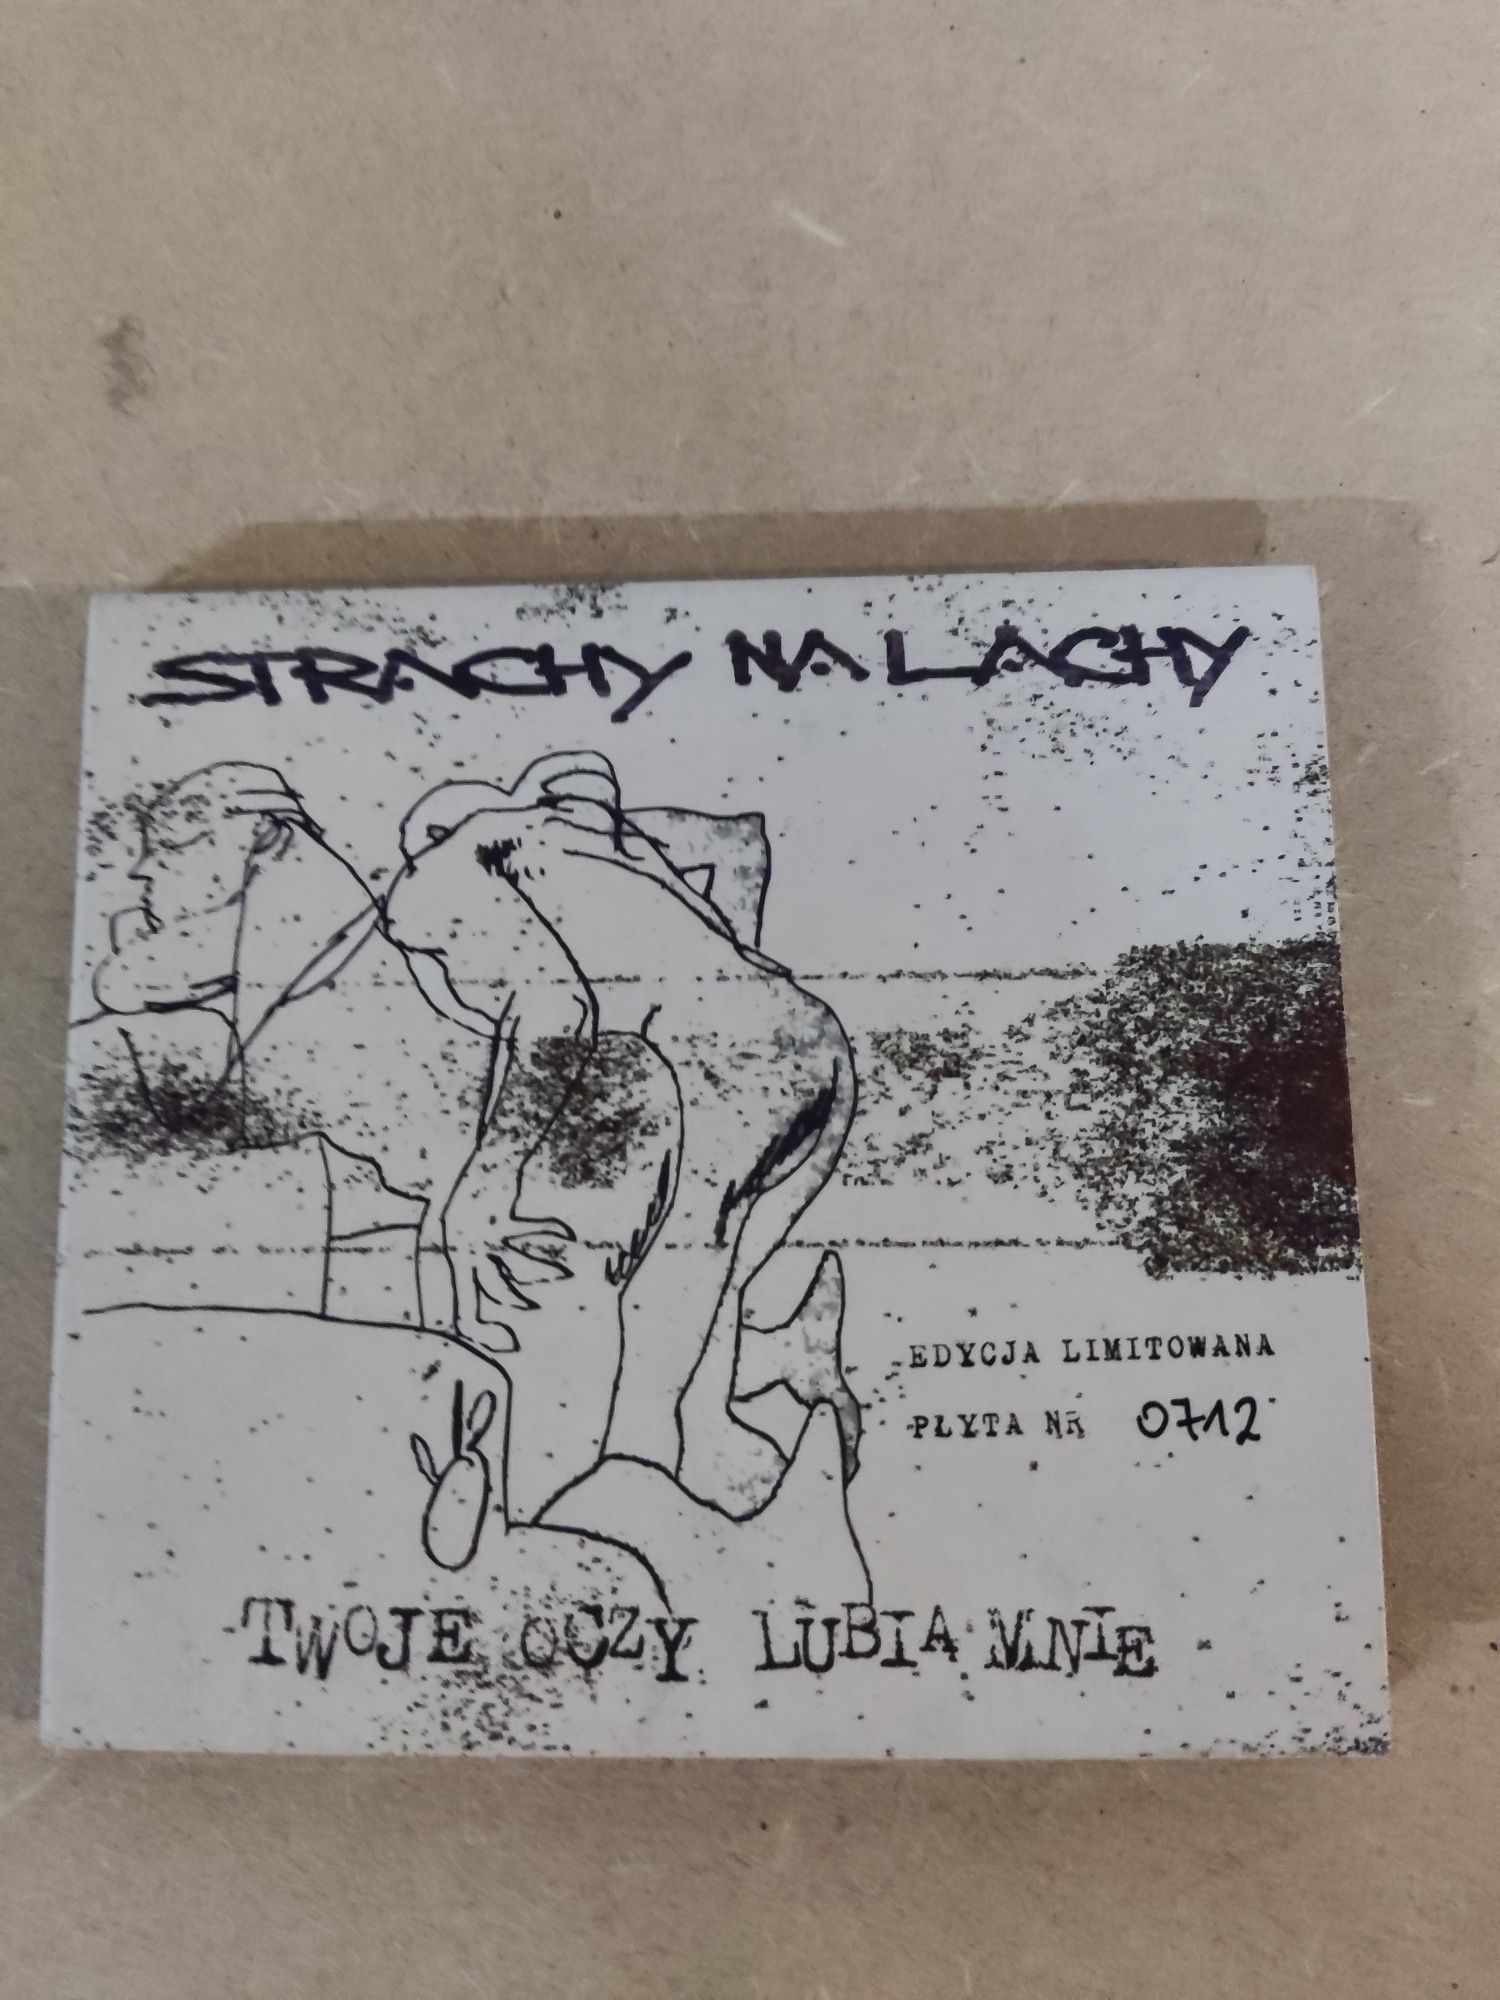 STRACHY NA LACHY
EDYCJA LIMITOWANA
PŁYTA NR 0712
TWOJE OCZY LUBIĄ MNIE